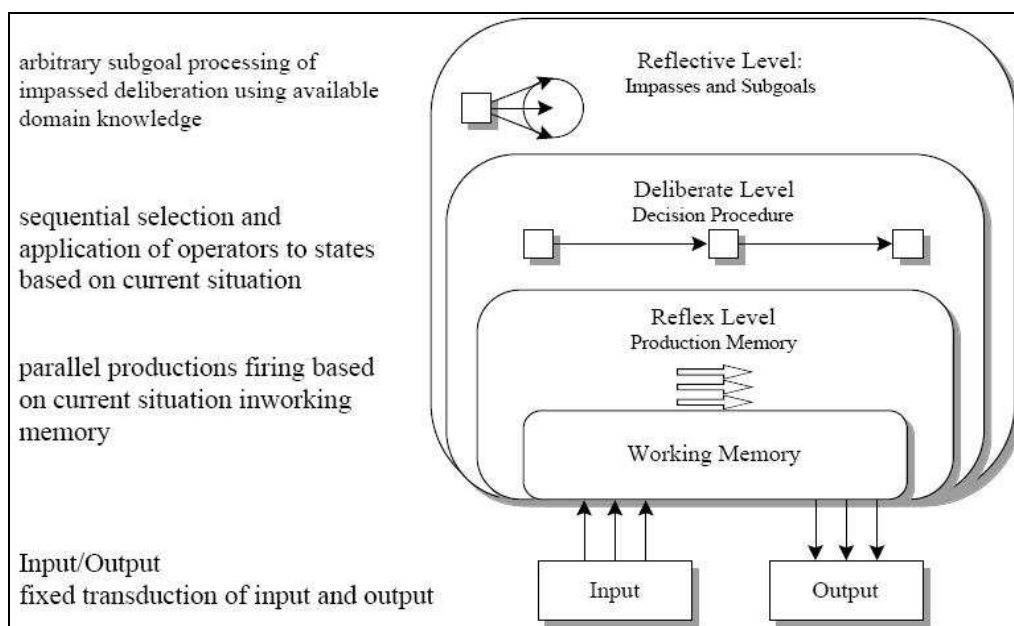 arbitrary subgoal processing of
impassed deliberation using available
domain knowledge
Reflective Level:
Impasses and Subgoals
sequential selection and
application of operators to states
based on current situation
Deliberate Level
Decision Procedure
parallel productions firing based
on current situation inworking
memory
Reflex Level
Production Memory
Working Memory
Input/Output
fixed transduction of input and output
Input
Output